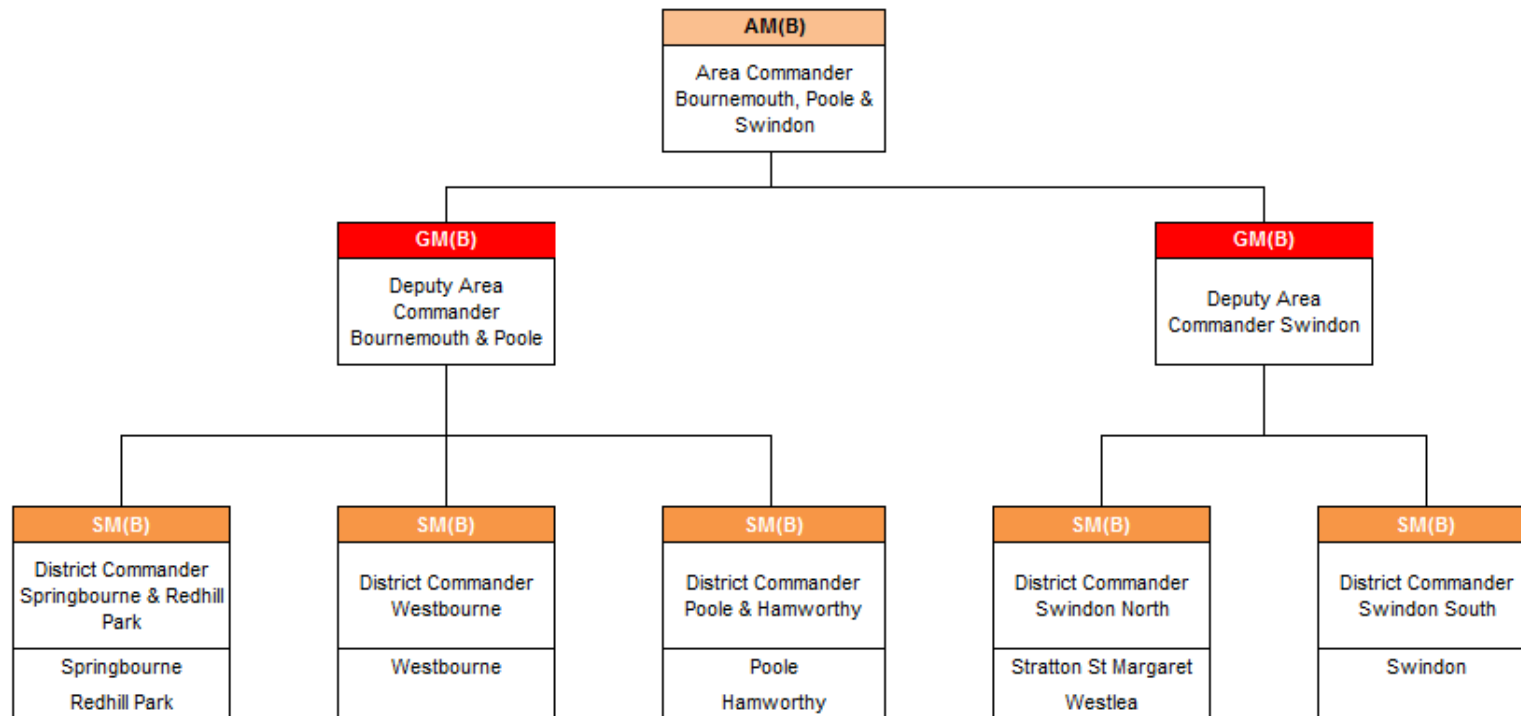 AM(B)
Area Commander
Bournemouth, Poole &
Swindon
GM(B)
Deputy Area
Commander
Bournemouth & Poole
GM(B)
Deputy Area
Commander Swindon
SM(B)
District Commander
Springbourne & Redhill
Park
Springbourne
Redhill Park
SM(B)
District Commander
Westbourne
Westbourne
SM(B)
District Commander
Poole & Hamworthy
Poole
Hamworthy
SM(B)
District Commander
Swindon North
Stratton St Margaret
Westlea
SM(B)
District Commander
Swindon South
Swindon